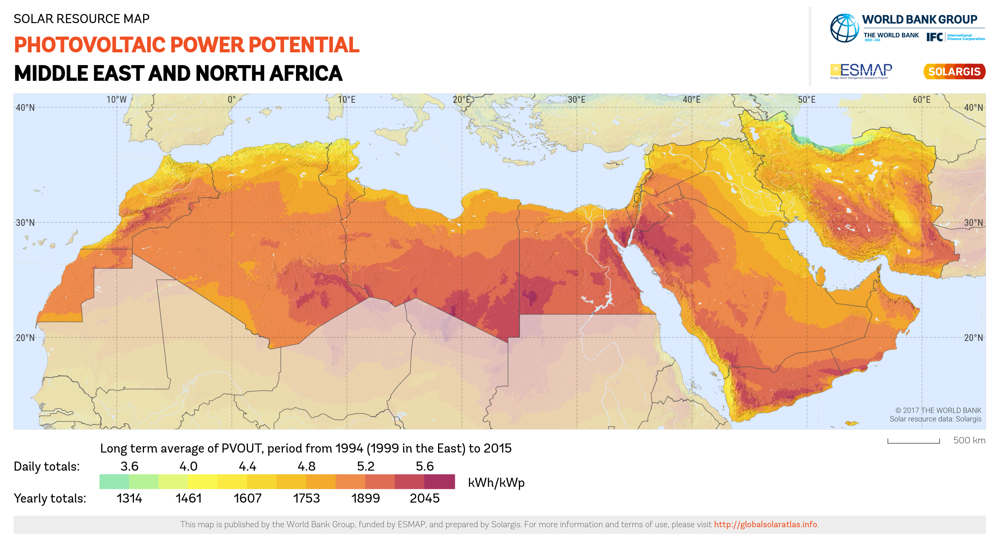 SOLAR RESOURCE MAP
PHOTOVOLTAIC POWER POTENTIAL
MIDDLE EAST AND NORTH AFRICA
WORLD BANK GROUP
THE WORLD BANK
IBRD • IDA
IFC
International
Finance Corporation
ESMAP
Energy Sector Management Assistance Program
SOLARGIS
10°W 0° 10°E 20°E 30°E 40°E 50°E 60°E
40°N 40°N
30°N 30°N
20°N 20°N
© 2017 THE WORLD BANK
Solar resource data: Solargis
500 km
Long term average of PVOUT, period from 1994 (1999 in the East) to 2015
Daily totals: 3.6 4.0 4.4 4.8 5.2 5.6
kWh/kWp
Yearly totals: 1314 1461 1607 1753 1899 2045
This map is published by the World Bank Group, funded by ESMAP, and prepared by Solargis. For more information and terms of use, please visit http://globalsolaratlas.info.